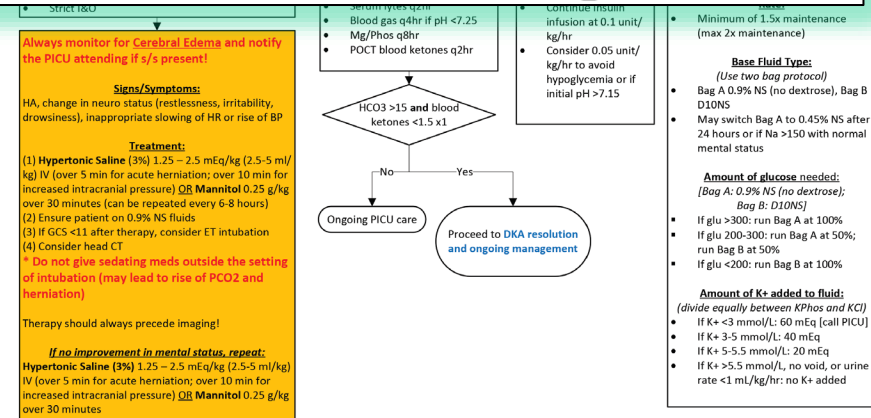 Strict I&O
Always monitor for Cerebral Edema and notify
the PICU attending if s/s present!
Signs/Symptoms:
HA, change in neuro status (restlessness, irritability,
drowsiness), inappropriate slowing of HR or rise of BP
Treatment:
(1) Hypertonic Saline (3%) 1.25 – 2.5 mEq/kg (2.5-5 ml/
kg) IV (over 5 min for acute herniation; over 10 min for
increased intracranial pressure) OR Mannitol 0.25 g/kg
over 30 minutes (can be repeated every 6-8 hours)
(2) Ensure patient on 0.9% NS fluids
(3) If GCS <11 after therapy, consider ET intubation
(4) Consider head CT
* Do not give sedating meds outside the setting
of intubation (may lead to rise of PCO2 and
herniation)
Therapy should always precede imaging!
If no improvement in mental status, repeat:
Hypertonic Saline (3%) 1.25 – 2.5 mEq/kg (2.5-5 ml/kg)
IV (over 5 min for acute herniation; over 10 min for
increased intracranial pressure) OR Mannitol 0.25 g/kg
over 30 minutes
Serum lytes q2hr
Blood gas q4hr if pH <7.25
Mg/Phos q8hr
POCT blood ketones q2hr
HCO3 >15 and blood
ketones <1.5 x1
No
Yes
Ongoing PICU care
Proceed to DKA resolution
and ongoing management
Continue insulin
infusion at 0.1 unit/
kg/hr
Consider 0.05 unit/
kg/hr to avoid
hypoglycemia or if
initial pH >7.15
Rate:
Minimum of 1.5x maintenance
(max 2x maintenance)
Base Fluid Type:
(Use two bag protocol)
Bag A 0.9% NS (no dextrose), Bag B
D10NS
May switch Bag A to 0.45% NS after
24 hours or if Na >150 with normal
mental status
Amount of glucose needed:
[Bag A: 0.9% NS (no dextrose);
Bag B: D10NS]
If glu >300: run Bag A at 100%
If glu 200-300: run Bag A at 50%;
run Bag B at 50%
If glu <200: run Bag B at 100%
Amount of K+ added to fluid:
(divide equally between KPhos and KCl)
If K+ <3 mmol/L: 60 mEq [call PICU]
If K+ 3-5 mmol/L: 40 mEq
If K+ 5-5.5 mmol/L: 20 mEq
If K+ >5.5 mmol/L, no void, or urine
rate <1 mL/kg/hr: no K+ added